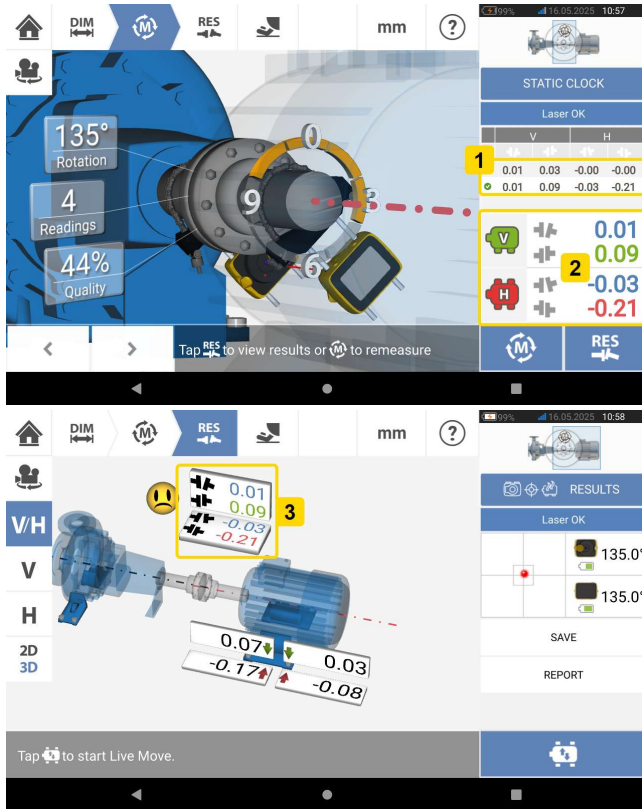 DIM
M
RES
mm
?
99%
16.05.2025
10:57
135°
Rotation
4
Readings
44%
Quality
0
3
6
9
STATIC CLOCK
Laser OK
V
H
1
0.01 0.03 -0.00 -0.00
0.01 0.09 -0.03 -0.21
V
0.01
0.09
2
H
-0.03
-0.21
Tap RES to view results or M to remeasure
M
RES
DIM
M
RES
mm
?
99%
16.05.2025
10:58
V/H
V
H
2D
3D
0.01
0.09
-0.03
-0.21
3
0.07
0.03
-0.17
-0.08
RESULTS
Laser OK
135.0°
135.0°
SAVE
REPORT
Tap to start Live Move.